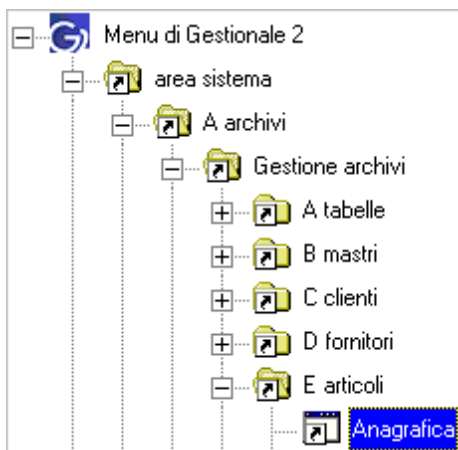 Menu di Gestionale 2
area sistema
A archivi
Gestione archivi
A tabelle
B mastri
C clienti
D fornitori
E articoli
Anagrafica